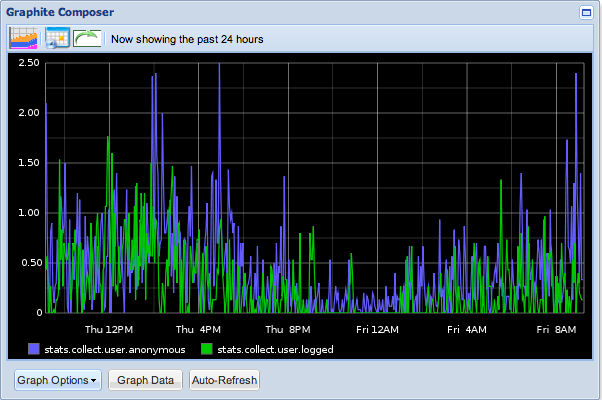 Graphite Composer
Now showing the past 24 hours
2.50
2.00
1.50
1.00
0.50
0
Thu 12PM Thu 4PM Thu 8PM Fri 12AM Fri 4AM Fri 8AM
stats.collect.user.anonymous stats.collect.user.logged
Graph Options Graph Data Auto-Refresh